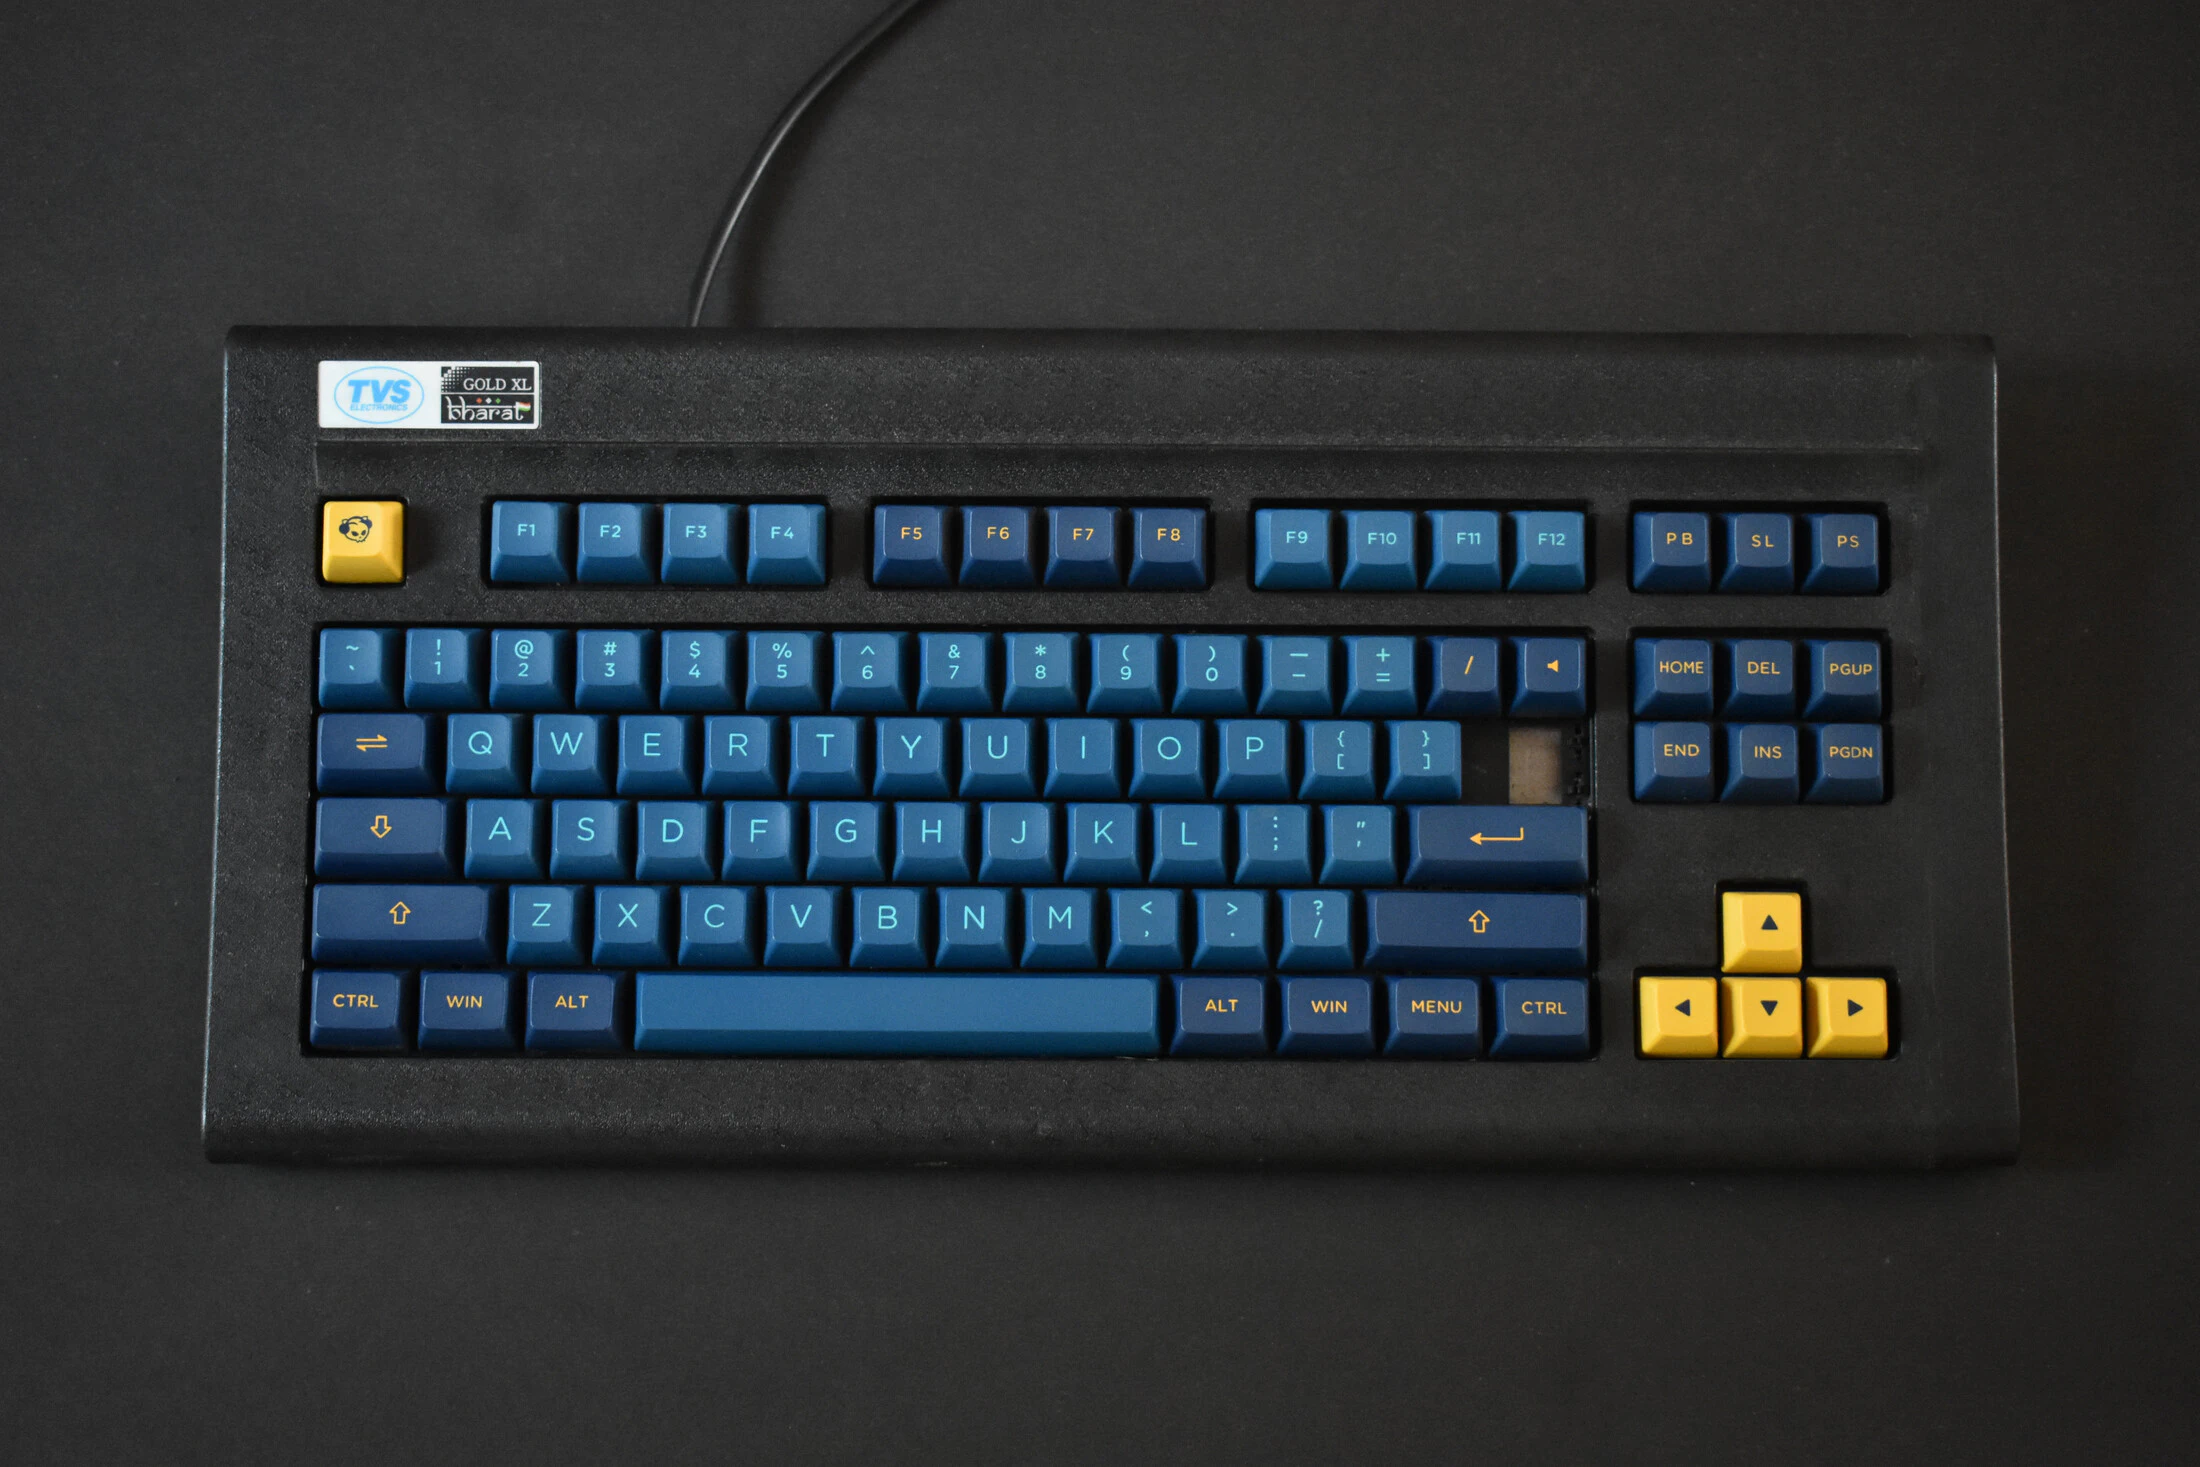 TVS
ELECTRONICS
GOLD XL
bharat
F1 F2 F3 F4 F5 F6 F7 F8 F9 F10 F11 F12 PB SL PS
~ ! @ # $ % ^ & * ( ) — +
` 1 2 3 4 5 6 7 8 9 0 – = / ◀ HOME DEL PGUP
⇌ Q W E R T Y U I O P { [ } ] END INS PGDN
⇩ A S D F G H J K L : ; " ' ↵
⇧ Z X C V B N M < , > . ? / ⇧ ▲
CTRL WIN ALT ALT WIN MENU CTRL ◀ ▼ ▶